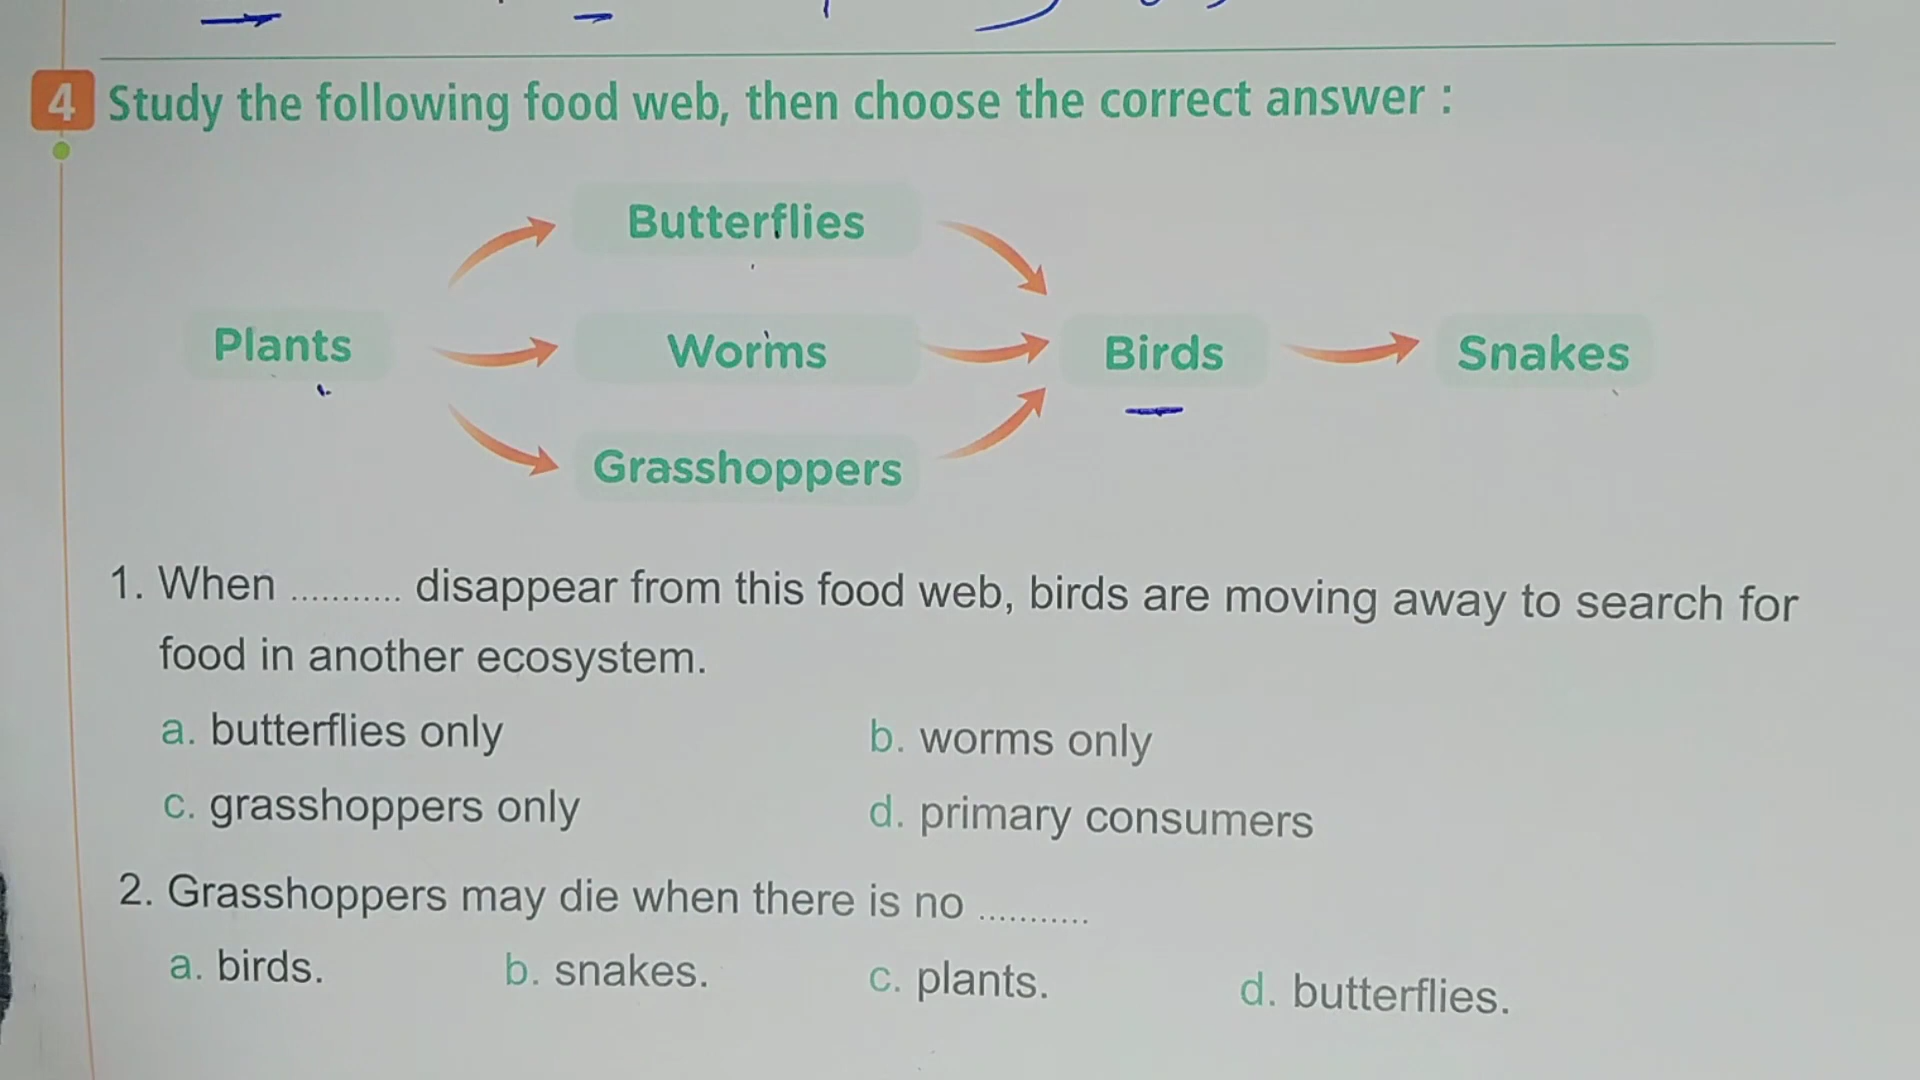 4 Study the following food web, then choose the correct answer :
Butterflies
Plants Worms Birds Snakes
Grasshoppers
1. When ........... disappear from this food web, birds are moving away to search for
food in another ecosystem.
a. butterflies only b. worms only
c. grasshoppers only d. primary consumers
2. Grasshoppers may die when there is no ...........
a. birds. b. snakes. c. plants. d. butterflies.